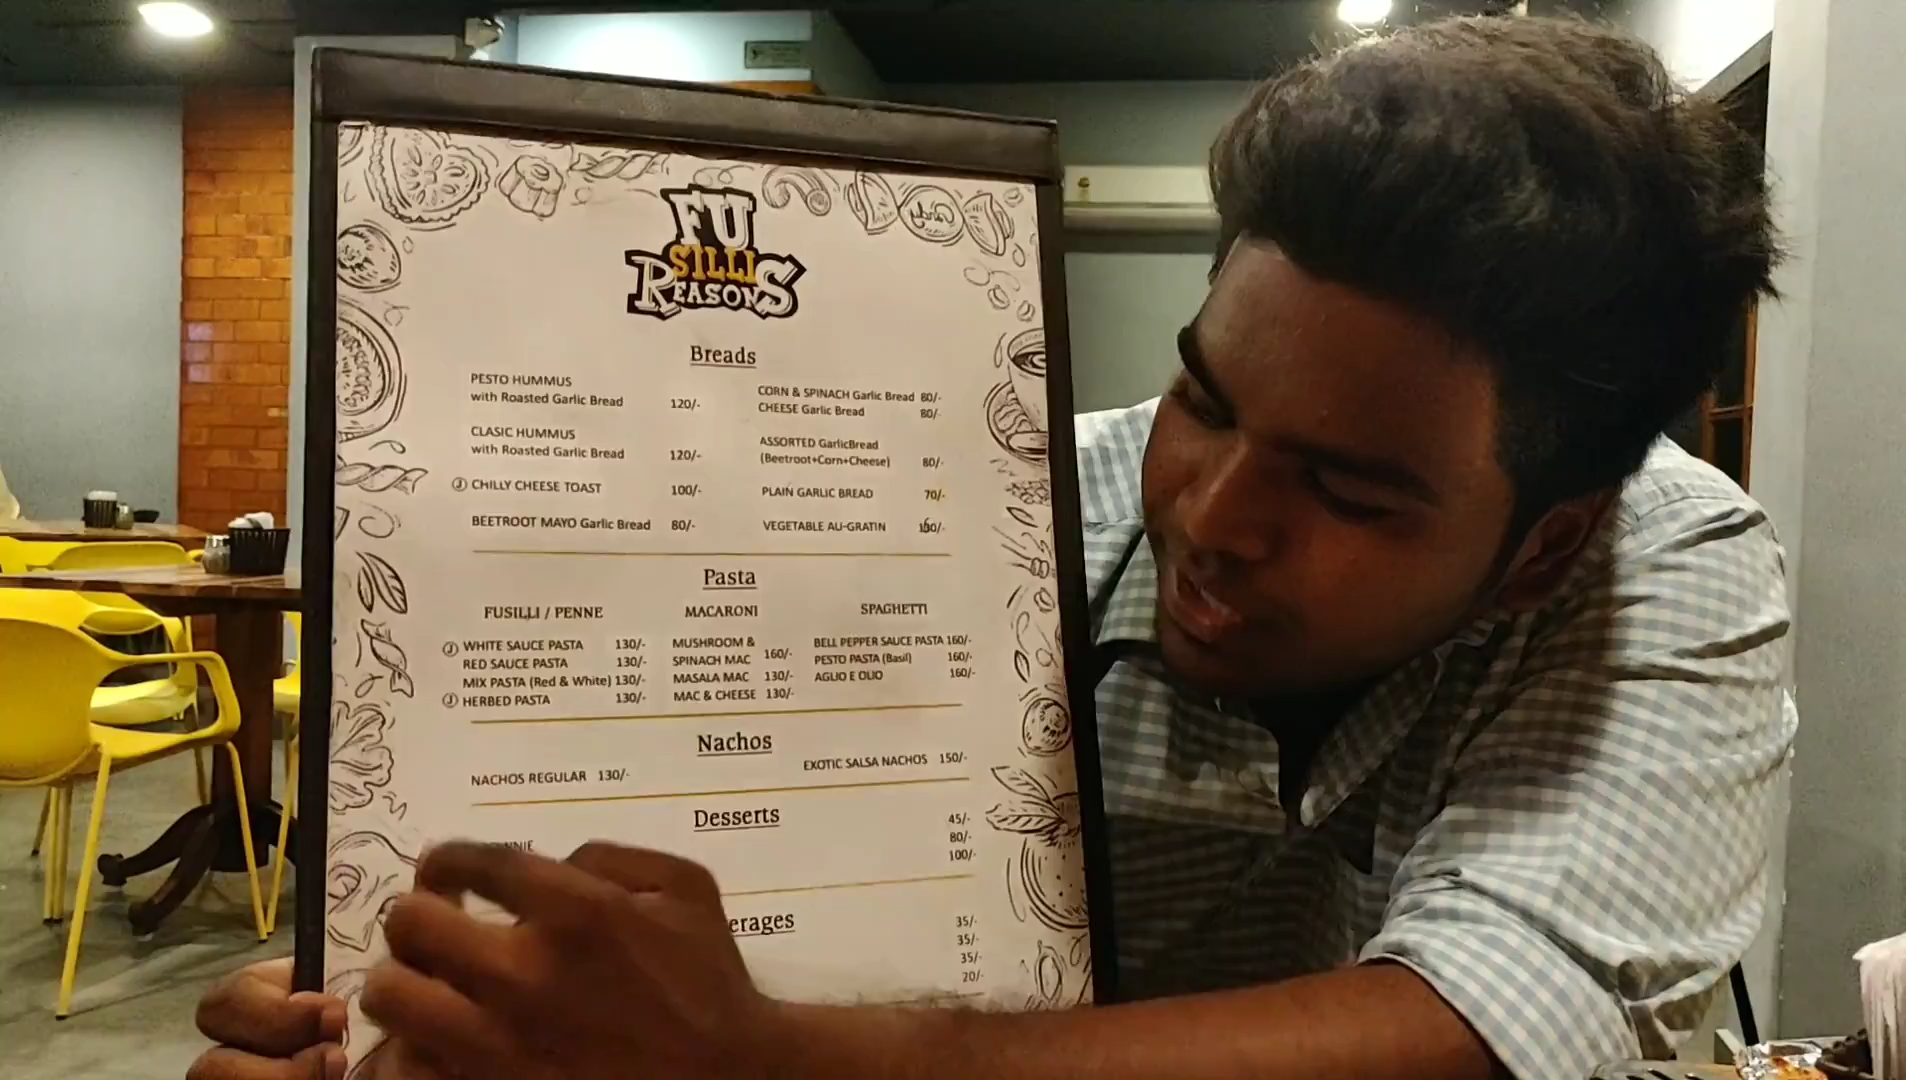 Candy
FU
SILLI
REASONS
Breads
PESTO HUMMUS
with Roasted Garlic Bread 120/-
CLASIC HUMMUS
with Roasted Garlic Bread 120/-
Ⓙ CHILLY CHEESE TOAST 100/-
BEETROOT MAYO Garlic Bread 80/-
CORN & SPINACH Garlic Bread 80/-
CHEESE Garlic Bread 80/-
ASSORTED GarlicBread
(Beetroot+Corn+Cheese) 80/-
PLAIN GARLIC BREAD 70/-
VEGETABLE AU-GRATIN 160/-
Pasta
FUSILLI / PENNE
Ⓙ WHITE SAUCE PASTA 130/-
RED SAUCE PASTA 130/-
MIX PASTA (Red & White) 130/-
Ⓙ HERBED PASTA 130/-
MACARONI
MUSHROOM &
SPINACH MAC 160/-
MASALA MAC 130/-
MAC & CHEESE 130/-
SPAGHETTI
BELL PEPPER SAUCE PASTA 160/-
PESTO PASTA (Basil) 160/-
AGLIO E OLIO 160/-
Nachos
NACHOS REGULAR 130/-
EXOTIC SALSA NACHOS 150/-
Desserts
NNIE 45/-
80/-
100/-
erages
35/-
35/-
35/-
20/-